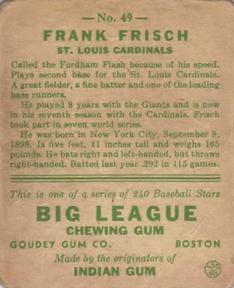 — No. 49 —
FRANK FRISCH
ST. LOUIS CARDINALS
Called the Fordham Flash because of his speed.
Plays second base for the St. Louis Cardinals.
A great fielder, a fine batter and one of the leading
base runners.
He played 8 years with the Giants and is now
in his seventh season with the Cardinals. Frisch
took part in seven world series.
He was born in New York City, September 9,
1898. Is five feet, 11 inches tall and weighs 165
pounds. He bats right and left-handed, but throws
right-handed. Batted last year .292 in 115 games.
This is one of a series of 240 Baseball Stars
BIG LEAGUE
CHEWING GUM
GOUDEY GUM CO. BOSTON
Made by the originators of
INDIAN GUM